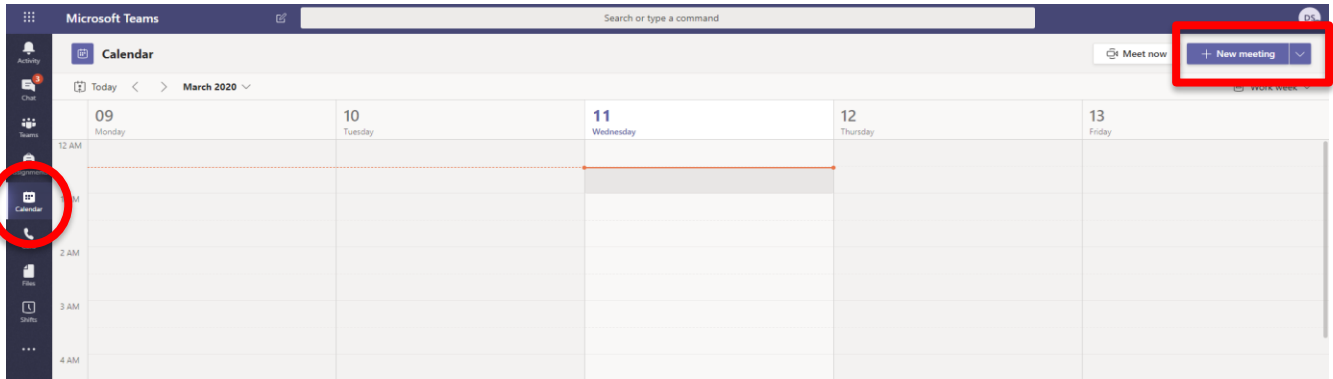 Microsoft Teams
Search or type a command
DS
Activity
Calendar
Meet now
+ New meeting
3
Chat
Today < > March 2020
Work week
Teams
09
Monday
10
Tuesday
11
Wednesday
12
Thursday
13
Friday
12 AM
Calendar
2 AM
Files
3 AM
Shifts
...
4 AM